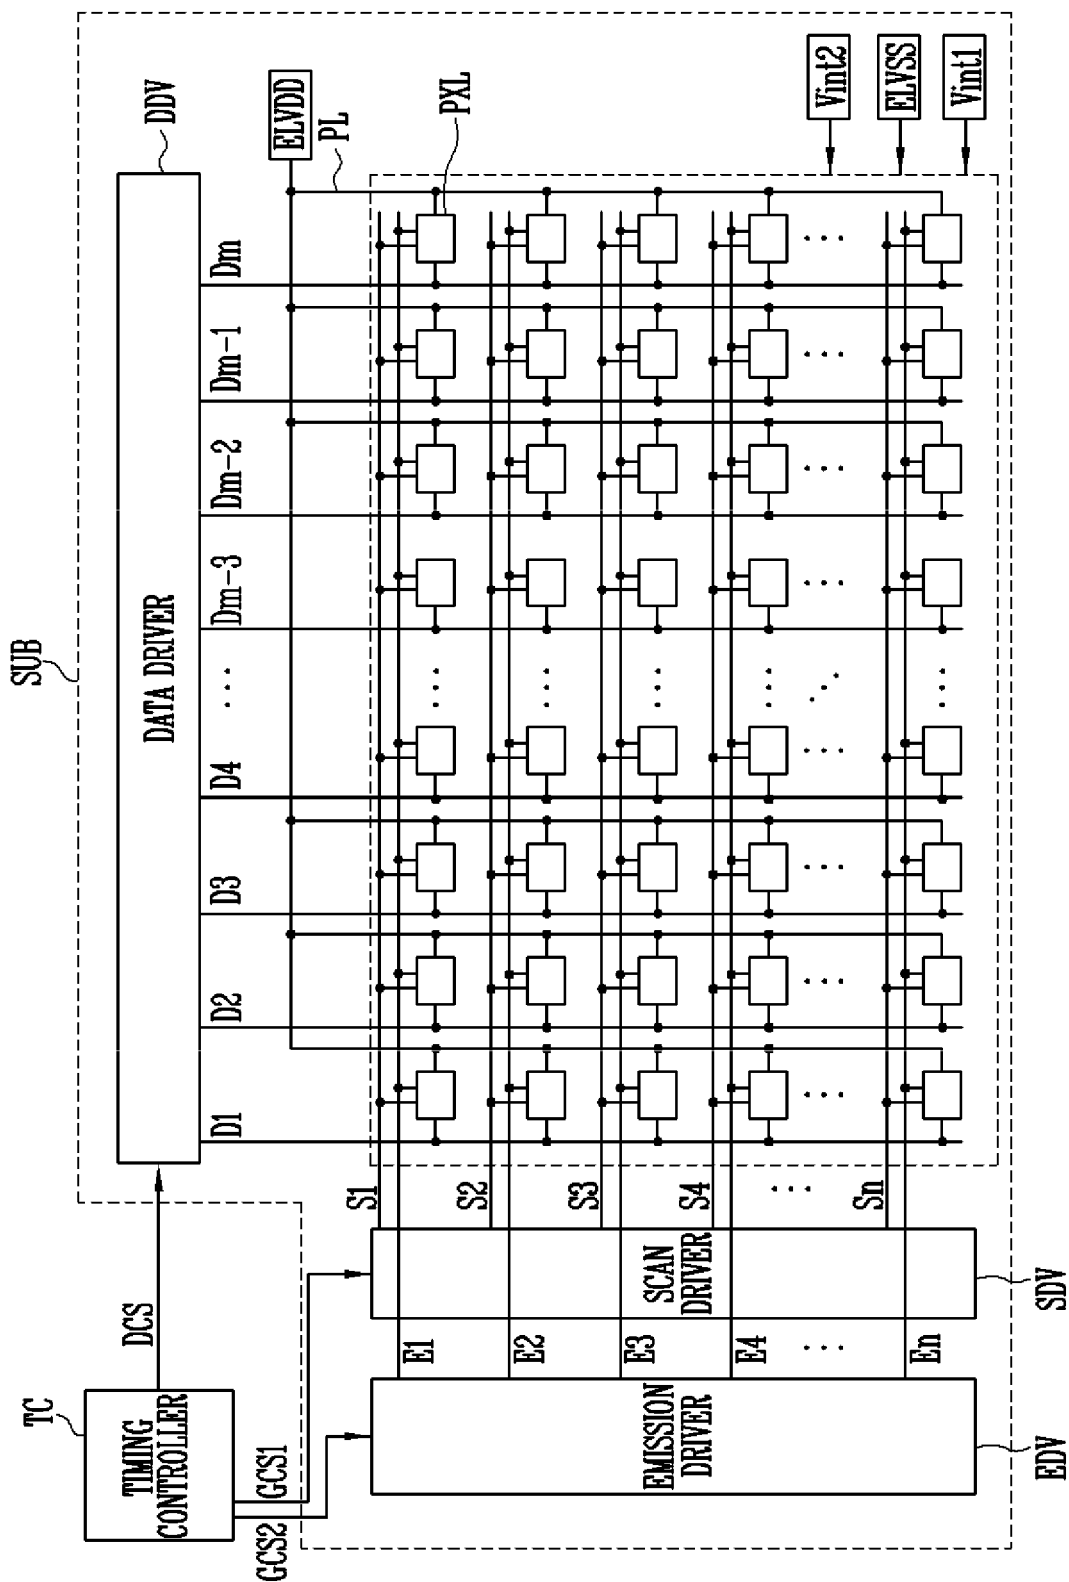 SUB
TC
TIMING
CONTROLLER
DCS
DATA DRIVER
DDV
GCS2
GCS1
D1
D2
D3
D4
...
Dm-3
Dm-2
Dm-1
Dm
ELVDD
PL
PXL
EMISSION
DRIVER
EDV
SCAN
DRIVER
SDV
E1
E2
E3
E4
...
En
S1
S2
S3
S4
...
Sn
Vint2
ELVSS
Vint1